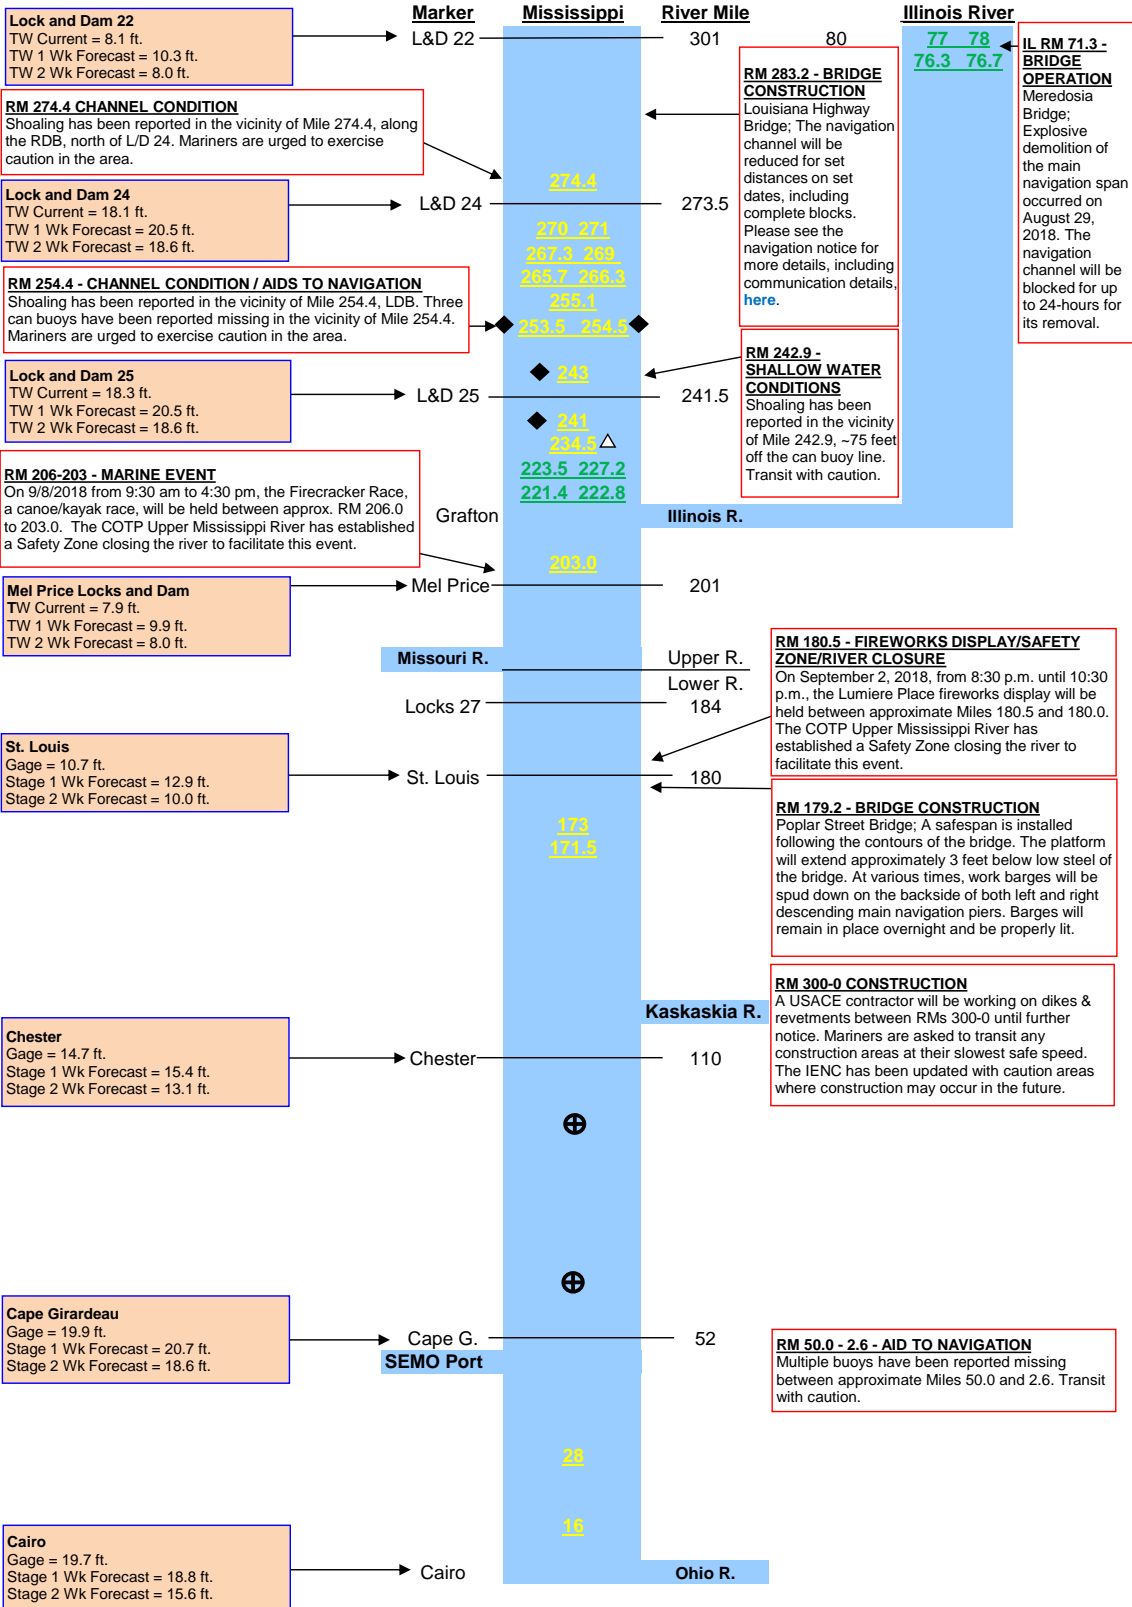 Marker
Mississippi
River Mile
Illinois River
Lock and Dam 22
TW Current = 8.1 ft.
TW 1 Wk Forecast = 10.3 ft.
TW 2 Wk Forecast = 8.0 ft.
L&D 22
301
80
77 78
76.3 76.7
IL RM 71.3 -
BRIDGE
OPERATION
Meredosia
Bridge;
Explosive
demolition of
the main
navigation span
occurred on
August 29,
2018. The
navigation
channel will be
blocked for up
to 24-hours for
its removal.
RM 283.2 - BRIDGE
CONSTRUCTION
Louisiana Highway
Bridge; The navigation
channel will be
reduced for set
distances on set
dates, including
complete blocks.
Please see the
navigation notice for
more details, including
communication details,
here.
RM 274.4 CHANNEL CONDITION
Shoaling has been reported in the vicinity of Mile 274.4, along
the RDB, north of L/D 24. Mariners are urged to exercise
caution in the area.
274.4
Lock and Dam 24
TW Current = 18.1 ft.
TW 1 Wk Forecast = 20.5 ft.
TW 2 Wk Forecast = 18.6 ft.
L&D 24
273.5
270 271
267.3 269
265.7 266.3
255.1
253.5 254.5
RM 254.4 - CHANNEL CONDITION / AIDS TO NAVIGATION
Shoaling has been reported in the vicinity of Mile 254.4, LDB. Three
can buoys have been reported missing in the vicinity of Mile 254.4.
Mariners are urged to exercise caution in the area.
RM 242.9 -
SHALLOW WATER
CONDITIONS
Shoaling has been
reported in the vicinity
of Mile 242.9, ~75 feet
off the can buoy line.
Transit with caution.
243
Lock and Dam 25
TW Current = 18.3 ft.
TW 1 Wk Forecast = 20.5 ft.
TW 2 Wk Forecast = 18.6 ft.
L&D 25
241.5
241
234.5
223.5 227.2
221.4 222.8
RM 206-203 - MARINE EVENT
On 9/8/2018 from 9:30 am to 4:30 pm, the Firecracker Race,
a canoe/kayak race, will be held between approx. RM 206.0
to 203.0. The COTP Upper Mississippi River has established
a Safety Zone closing the river to facilitate this event.
Grafton
Illinois R.
203.0
Mel Price Locks and Dam
TW Current = 7.9 ft.
TW 1 Wk Forecast = 9.9 ft.
TW 2 Wk Forecast = 8.0 ft.
Mel Price
201
Missouri R.
Upper R.
Lower R.
Locks 27
184
RM 180.5 - FIREWORKS DISPLAY/SAFETY
ZONE/RIVER CLOSURE
On September 2, 2018, from 8:30 p.m. until 10:30
p.m., the Lumiere Place fireworks display will be
held between approximate Miles 180.5 and 180.0.
The COTP Upper Mississippi River has
established a Safety Zone closing the river to
facilitate this event.
St. Louis
Gage = 10.7 ft.
Stage 1 Wk Forecast = 12.9 ft.
Stage 2 Wk Forecast = 10.0 ft.
St. Louis
180
RM 179.2 - BRIDGE CONSTRUCTION
Poplar Street Bridge; A safespan is installed
following the contours of the bridge. The platform
will extend approximately 3 feet below low steel of
the bridge. At various times, work barges will be
spud down on the backside of both left and right
descending main navigation piers. Barges will
remain in place overnight and be properly lit.
173
171.5
RM 300-0 CONSTRUCTION
A USACE contractor will be working on dikes &
revetments between RMs 300-0 until further
notice. Mariners are asked to transit any
construction areas at their slowest safe speed.
The IENC has been updated with caution areas
where construction may occur in the future.
Kaskaskia R.
Chester
Gage = 14.7 ft.
Stage 1 Wk Forecast = 15.4 ft.
Stage 2 Wk Forecast = 13.1 ft.
Chester
110
Cape Girardeau
Gage = 19.9 ft.
Stage 1 Wk Forecast = 20.7 ft.
Stage 2 Wk Forecast = 18.6 ft.
Cape G.
52
SEMO Port
RM 50.0 - 2.6 - AID TO NAVIGATION
Multiple buoys have been reported missing
between approximate Miles 50.0 and 2.6. Transit
with caution.
28
16
Cairo
Gage = 19.7 ft.
Stage 1 Wk Forecast = 18.8 ft.
Stage 2 Wk Forecast = 15.6 ft.
Cairo
Ohio R.